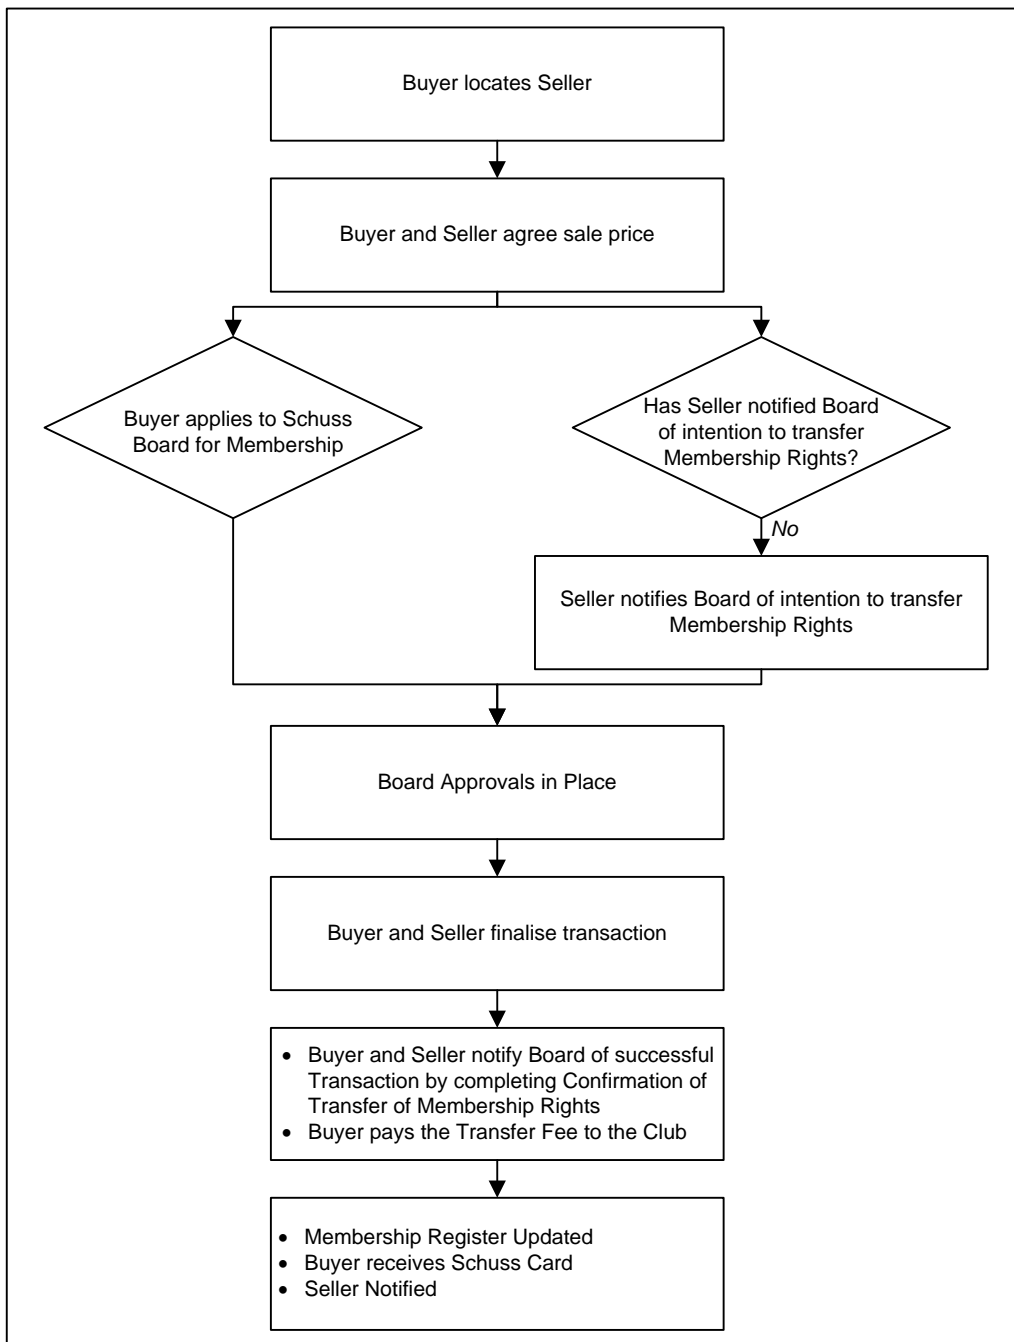 Buyer locates Seller
Buyer and Seller agree sale price
Buyer applies to Schuss
Board for Membership
Has Seller notified Board
of intention to transfer
Membership Rights?
No
Seller notifies Board of intention to transfer
Membership Rights
Board Approvals in Place
Buyer and Seller finalise transaction
• Buyer and Seller notify Board of successful
Transaction by completing Confirmation of
Transfer of Membership Rights
• Buyer pays the Transfer Fee to the Club
• Membership Register Updated
• Buyer receives Schuss Card
• Seller Notified